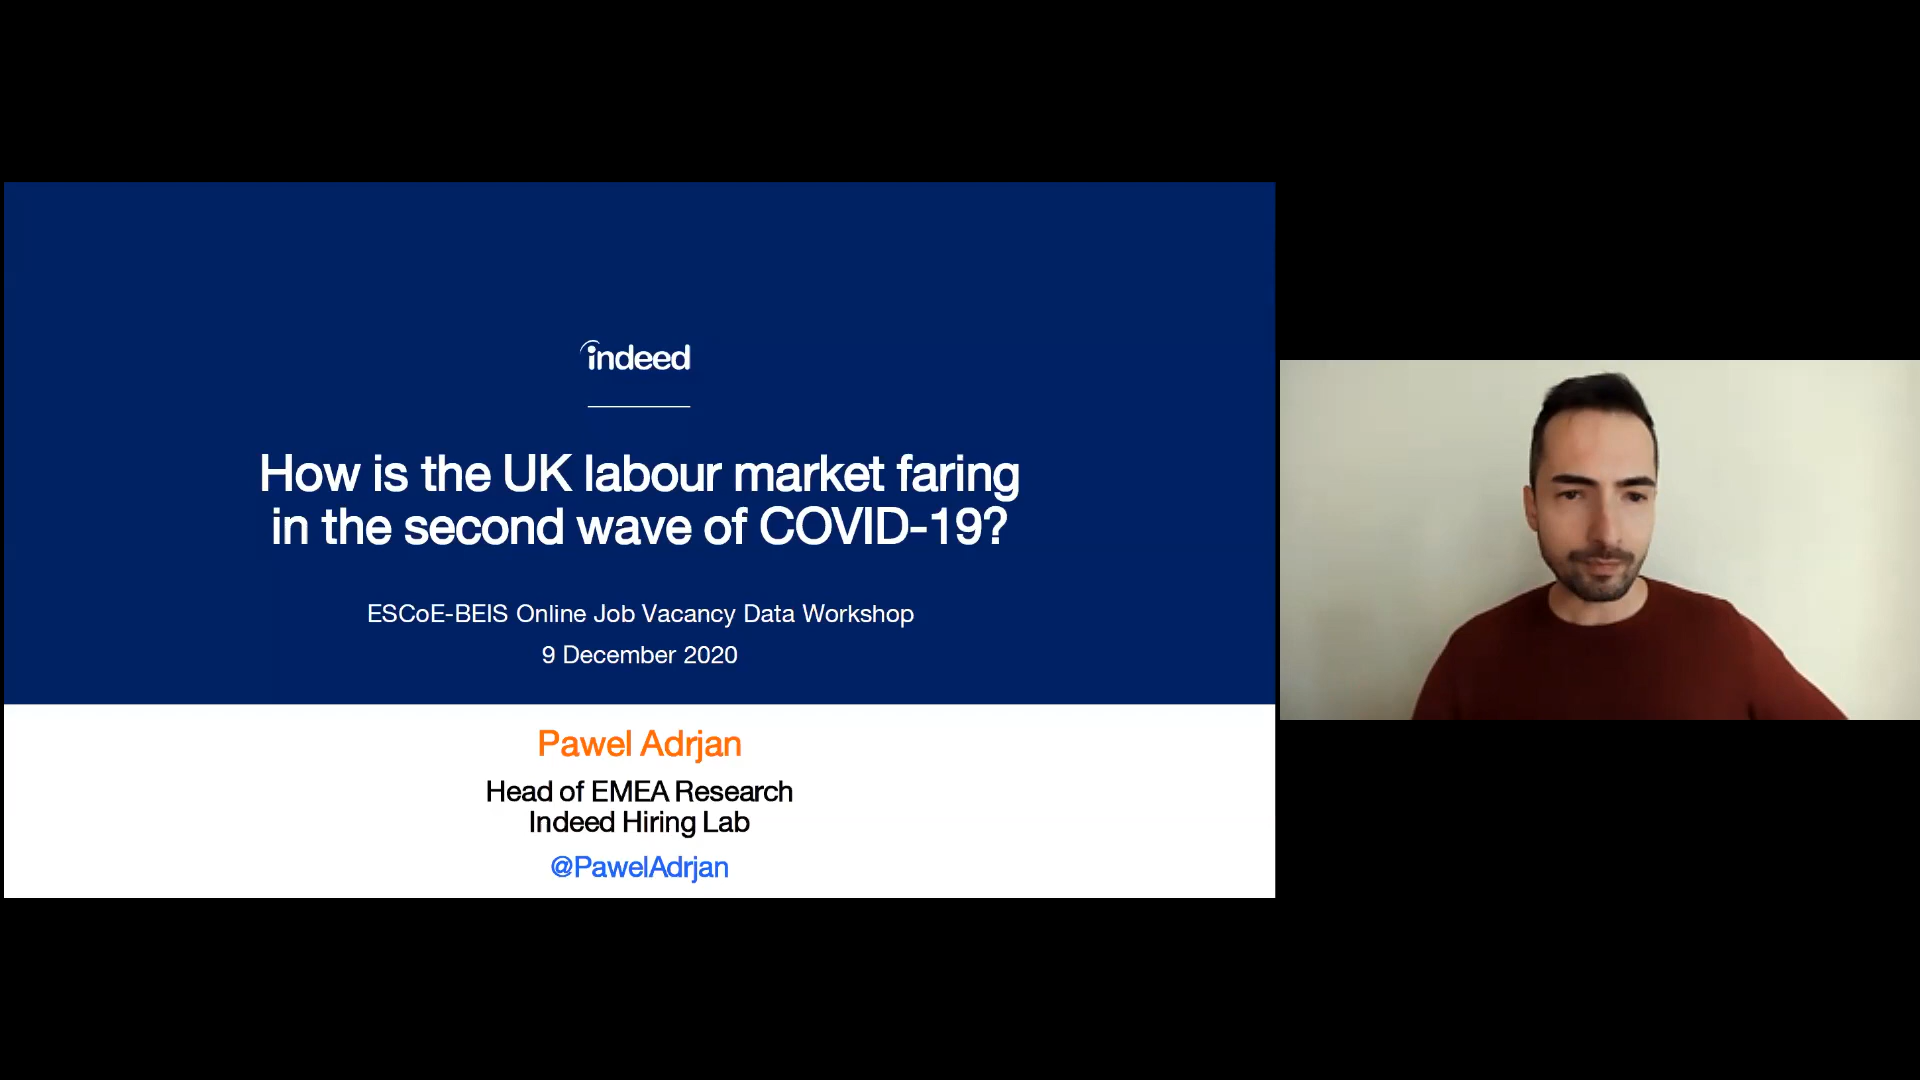 indeed
How is the UK labour market faring
in the second wave of COVID-19?
ESCoE-BEIS Online Job Vacancy Data Workshop
9 December 2020
Pawel Adrjan
Head of EMEA Research
Indeed Hiring Lab
@PawelAdrjan